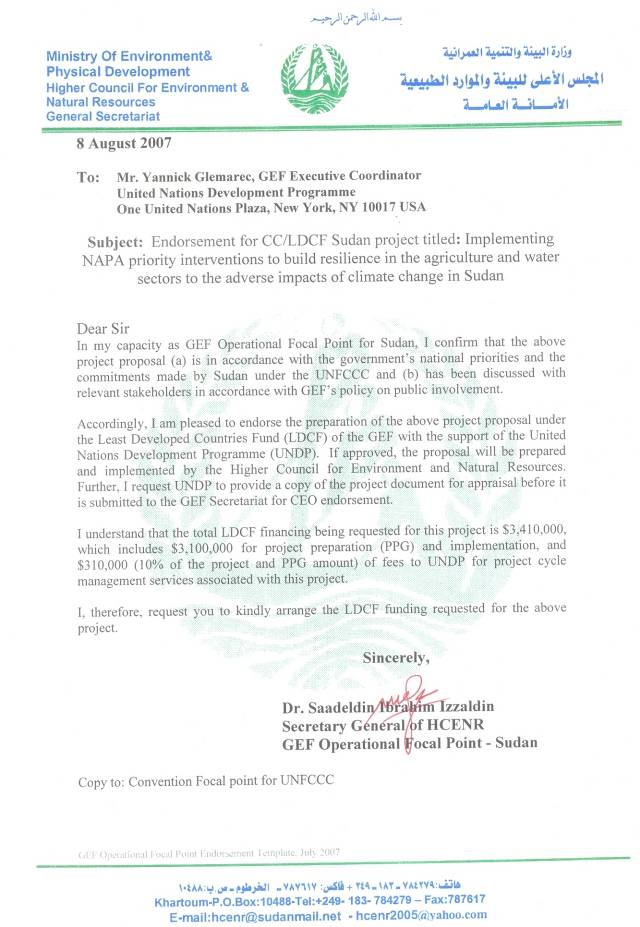 بسم الله الرحمن الرحيم
Ministry Of Environment&
Physical Development
Higher Council For Environment &
Natural Resources
General Secretariat
وزارة البيئة والتنمية العمرانية
المجلس الأعلى للبيئة والموارد الطبيعية
الأمـــانـــة العـامـــة
8 August 2007
To: Mr. Yannick Glemarec, GEF Executive Coordinator
United Nations Development Programme
One United Nations Plaza, New York, NY 10017 USA
Subject: Endorsement for CC/LDCF Sudan project titled: Implementing
NAPA priority interventions to build resilience in the agriculture and water
sectors to the adverse impacts of climate change in Sudan
Dear Sir
In my capacity as GEF Operational Focal Point for Sudan, I confirm that the above
project proposal (a) is in accordance with the government's national priorities and the
commitments made by Sudan under the UNFCCC and (b) has been discussed with
relevant stakeholders in accordance with GEF's policy on public involvement.
Accordingly, I am pleased to endorse the preparation of the above project proposal under
the Least Developed Countries Fund (LDCF) of the GEF with the support of the United
Nations Development Programme (UNDP). If approved, the proposal will be prepared
and implemented by the Higher Council for Environment and Natural Resources.
Further, I request UNDP to provide a copy of the project document for appraisal before it
is submitted to the GEF Secretariat for CEO endorsement.
I understand that the total LDCF financing being requested for this project is $3,410,000,
which includes $3,100,000 for project preparation (PPG) and implementation, and
$310,000 (10% of the project and PPG amount) of fees to UNDP for project cycle
management services associated with this project.
I, therefore, request you to kindly arrange the LDCF funding requested for the above
project.
Sincerely,
Dr. Saadeldin Ibrahim Izzaldin
Secretary General of HCENR
GEF Operational Focal Point - Sudan
Copy to: Convention Focal point for UNFCCC
GEF Operational Focal Point Endorsement Template, July 2007
هاتف: ٧٨٤٢٧٩ ـ ١٨٣ ـ ٢٤٩ + فاكس: ٧٨٧٦١٧ ـ الخرطوم ـ ص.ب: ١٠٤٨٨
Khartoum-P.O.Box:10488-Tel:+249- 183- 784279 – Fax:787617
E-mail:hcenr@sudanmail.net - hcenr2005@yahoo.com